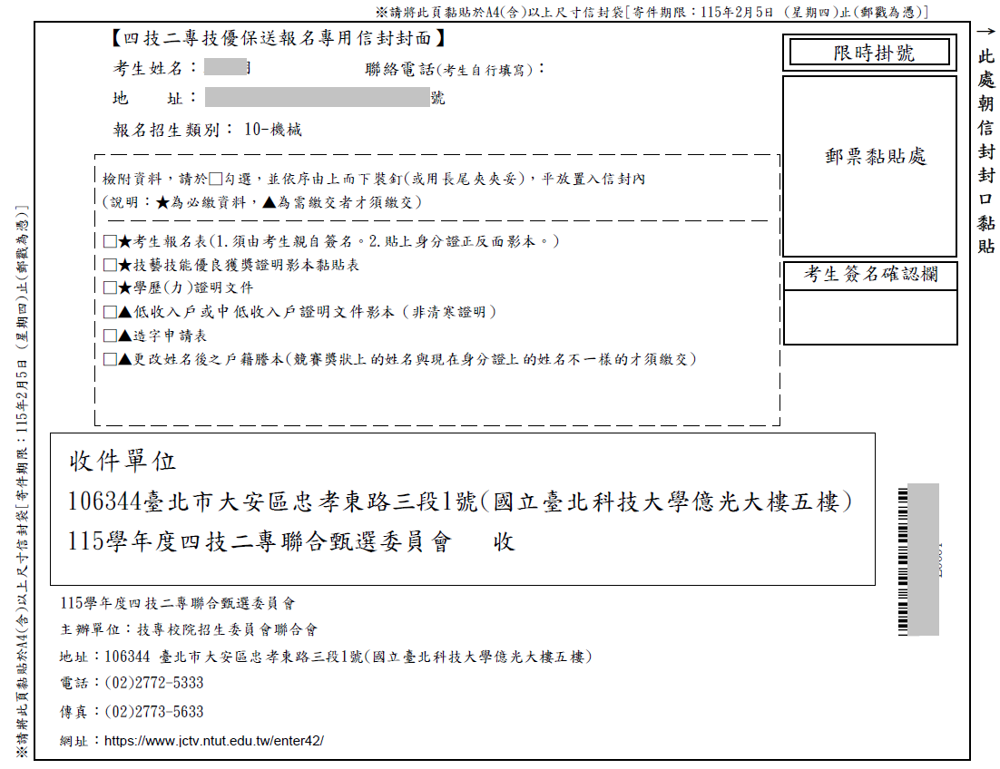 ※請將此頁黏貼於A4(含)以上尺寸信封袋[寄件期限：115年2月5日 (星期四)止(郵戳為憑)]
【四技二專技優保送報名專用信封封面】
考生姓名：
聯絡電話(考生自行填寫)：
地　　址：號
報名招生類別： 10-機械
限時掛號
郵票黏貼處
考生簽名確認欄
→此處朝信封封口黏貼
檢附資料，請於□勾選，並依序由上而下裝釘(或用長尾夾夾妥)，平放置入信封內
(說明：★為必繳資料，▲為需繳交者才須繳交)
□★考生報名表(1.須由考生親自簽名。2.貼上身分證正反面影本。)
□★技藝技能優良獲獎證明影本黏貼表
□★學歷(力)證明文件
□▲低收入戶或中低收入戶證明文件影本 (非清寒證明)
□▲造字申請表
□▲更改姓名後之戶籍謄本(競賽獎狀上的姓名與現在身分證上的姓名不一樣的才須繳交)
收件單位
106344臺北市大安區忠孝東路三段1號(國立臺北科技大學億光大樓五樓)
115學年度四技二專聯合甄選委員會　收
115學年度四技二專聯合甄選委員會
主辦單位：技專校院招生委員會聯合會
地址：106344 臺北市大安區忠孝東路三段1號(國立臺北科技大學億光大樓五樓)
電話：(02)2772-5333
傳真：(02)2773-5633
網址：https://www.jctv.ntut.edu.tw/enter42/
※請將此頁黏貼於A4(含)以上尺寸信封袋[寄件期限：115年2月5日 (星期四)止(郵戳為憑)]